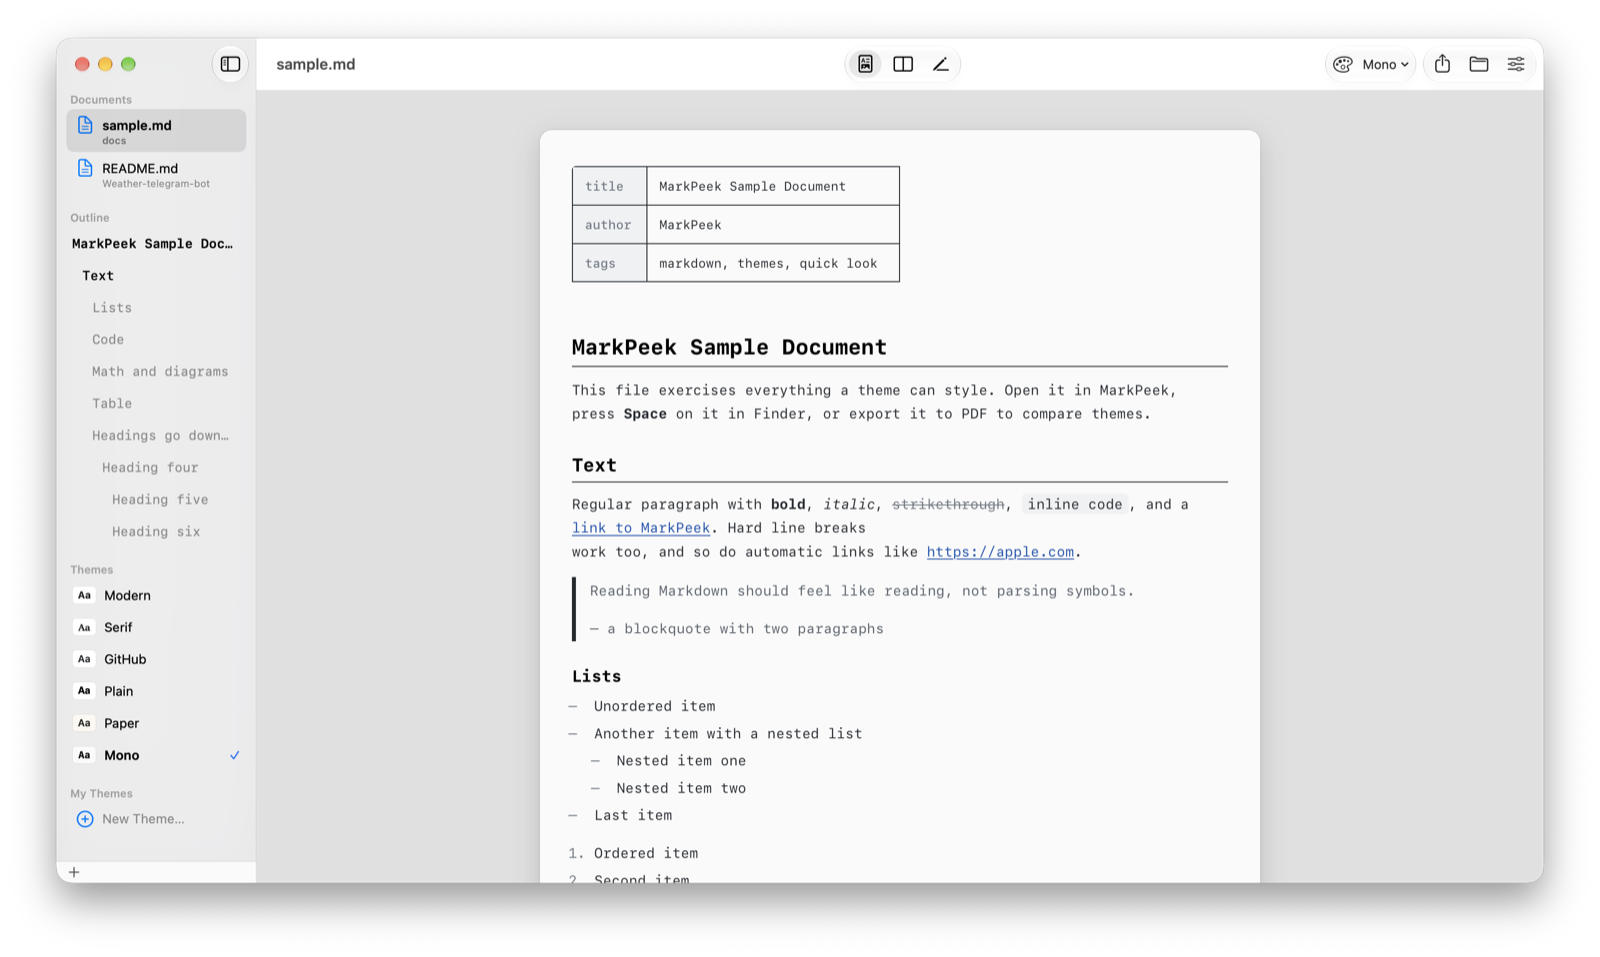 sample.md
Mono
Documents
sample.md
docs
README.md
Weather-telegram-bot
Outline
MarkPeek Sample Doc…
Text
Lists
Code
Math and diagrams
Table
Headings go down…
Heading four
Heading five
Heading six
Themes
Aa Modern
Aa Serif
Aa GitHub
Aa Plain
Aa Paper
Aa Mono
My Themes
New Theme…
title MarkPeek Sample Document
author MarkPeek
tags markdown, themes, quick look
MarkPeek Sample Document
This file exercises everything a theme can style. Open it in MarkPeek,
press Space on it in Finder, or export it to PDF to compare themes.
Text
Regular paragraph with bold, italic, strikethrough, inline code, and a
link to MarkPeek. Hard line breaks
work too, and so do automatic links like https://apple.com.
Reading Markdown should feel like reading, not parsing symbols.
— a blockquote with two paragraphs
Lists
— Unordered item
— Another item with a nested list
— Nested item one
— Nested item two
— Last item
1. Ordered item
2. Second item